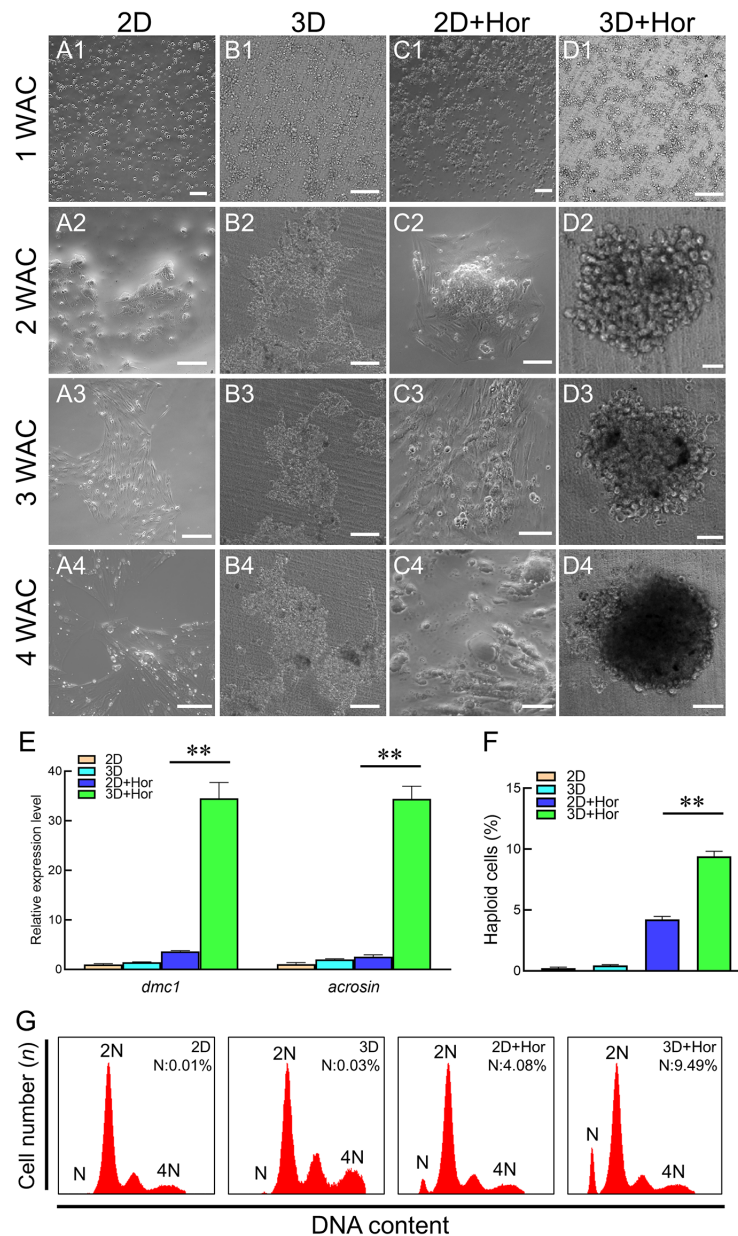 2D 3D 2D+Hor 3D+Hor
1 WAC
A1 B1 C1 D1
2 WAC
A2 B2 C2 D2
3 WAC
A3 B3 C3 D3
4 WAC
A4 B4 C4 D4
E
2D
3D
2D+Hor
3D+Hor
** **
Relative expression level
40
30
20
10
0
dmc1 acrosin
F
2D
3D
2D+Hor
3D+Hor
**
Haploid cells (%)
15
10
5
0
G
Cell number (n)
2D
N:0.01%
N 2N 4N
3D
N:0.03%
N 2N 4N
2D+Hor
N:4.08%
N 2N 4N
3D+Hor
N:9.49%
N 2N 4N
DNA content